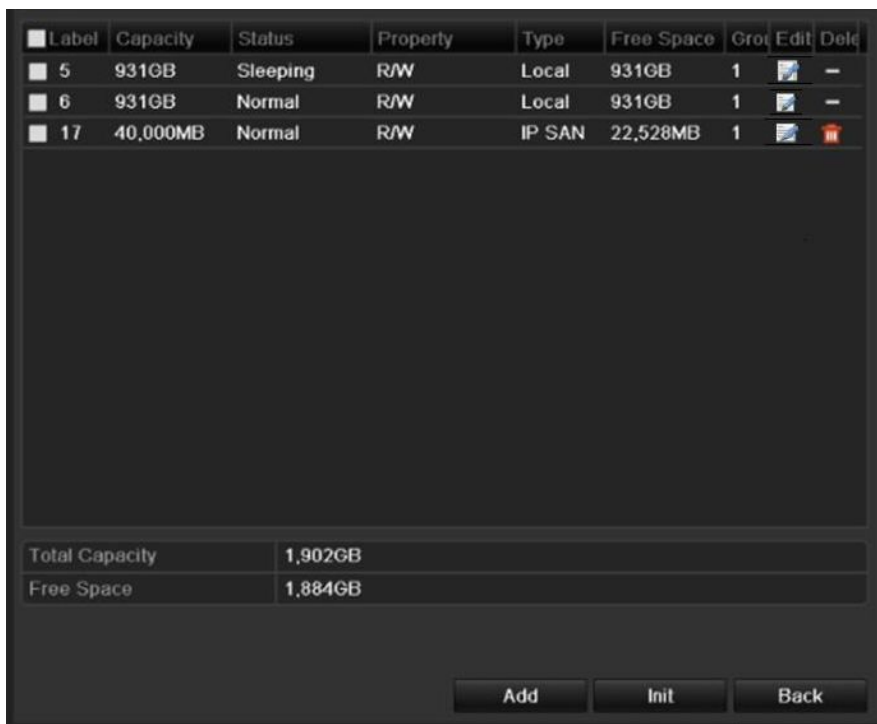 Label Capacity Status Property Type Free Space Grou Edit Dele
5 931GB Sleeping R/W Local 931GB 1 –
6 931GB Normal R/W Local 931GB 1 –
17 40,000MB Normal R/W IP SAN 22,528MB 1
Total Capacity 1,902GB
Free Space 1,884GB
Add Init Back